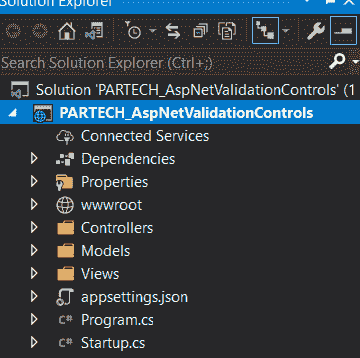 Solution Explorer
Search Solution Explorer (Ctrl+;)
Solution 'PARTECH_AspNetValidationControls' (1
PARTECH_AspNetValidationControls
Connected Services
Dependencies
Properties
wwwroot
Controllers
Models
Views
appsettings.json
C# Program.cs
C# Startup.cs